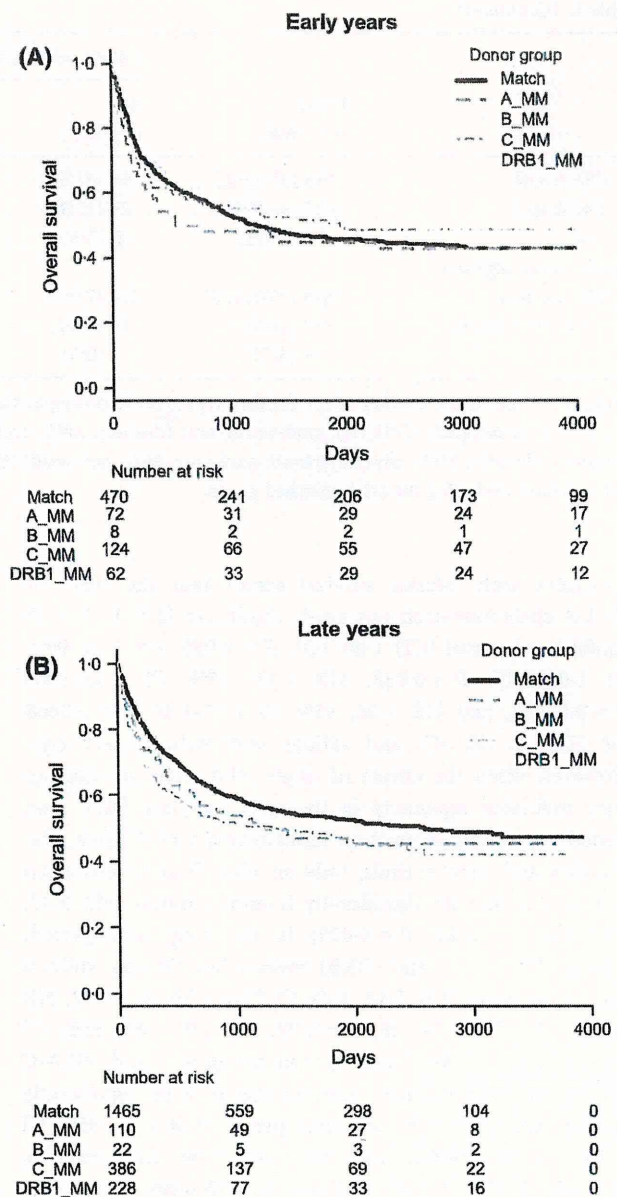 Early years
(A)
Donor group
Match
A_MM
B_MM
C_MM
DRB1_MM
Overall survival
1·0
0·8
0·6
0·4
0·2
0·0
0 1000 2000 3000 4000
Days
Number at risk
Match 470 241 206 173 99
A_MM 72 31 29 24 17
B_MM 8 2 2 1 1
C_MM 124 66 55 47 27
DRB1_MM 62 33 29 24 12
Late years
(B)
Donor group
Match
A_MM
B_MM
C_MM
DRB1_MM
Overall survival
1·0
0·8
0·6
0·4
0·2
0·0
0 1000 2000 3000 4000
Days
Number at risk
Match 1465 559 298 104 0
A_MM 110 49 27 8 0
B_MM 22 5 3 2 0
C_MM 386 137 69 22 0
DRB1_MM 228 77 33 16 0